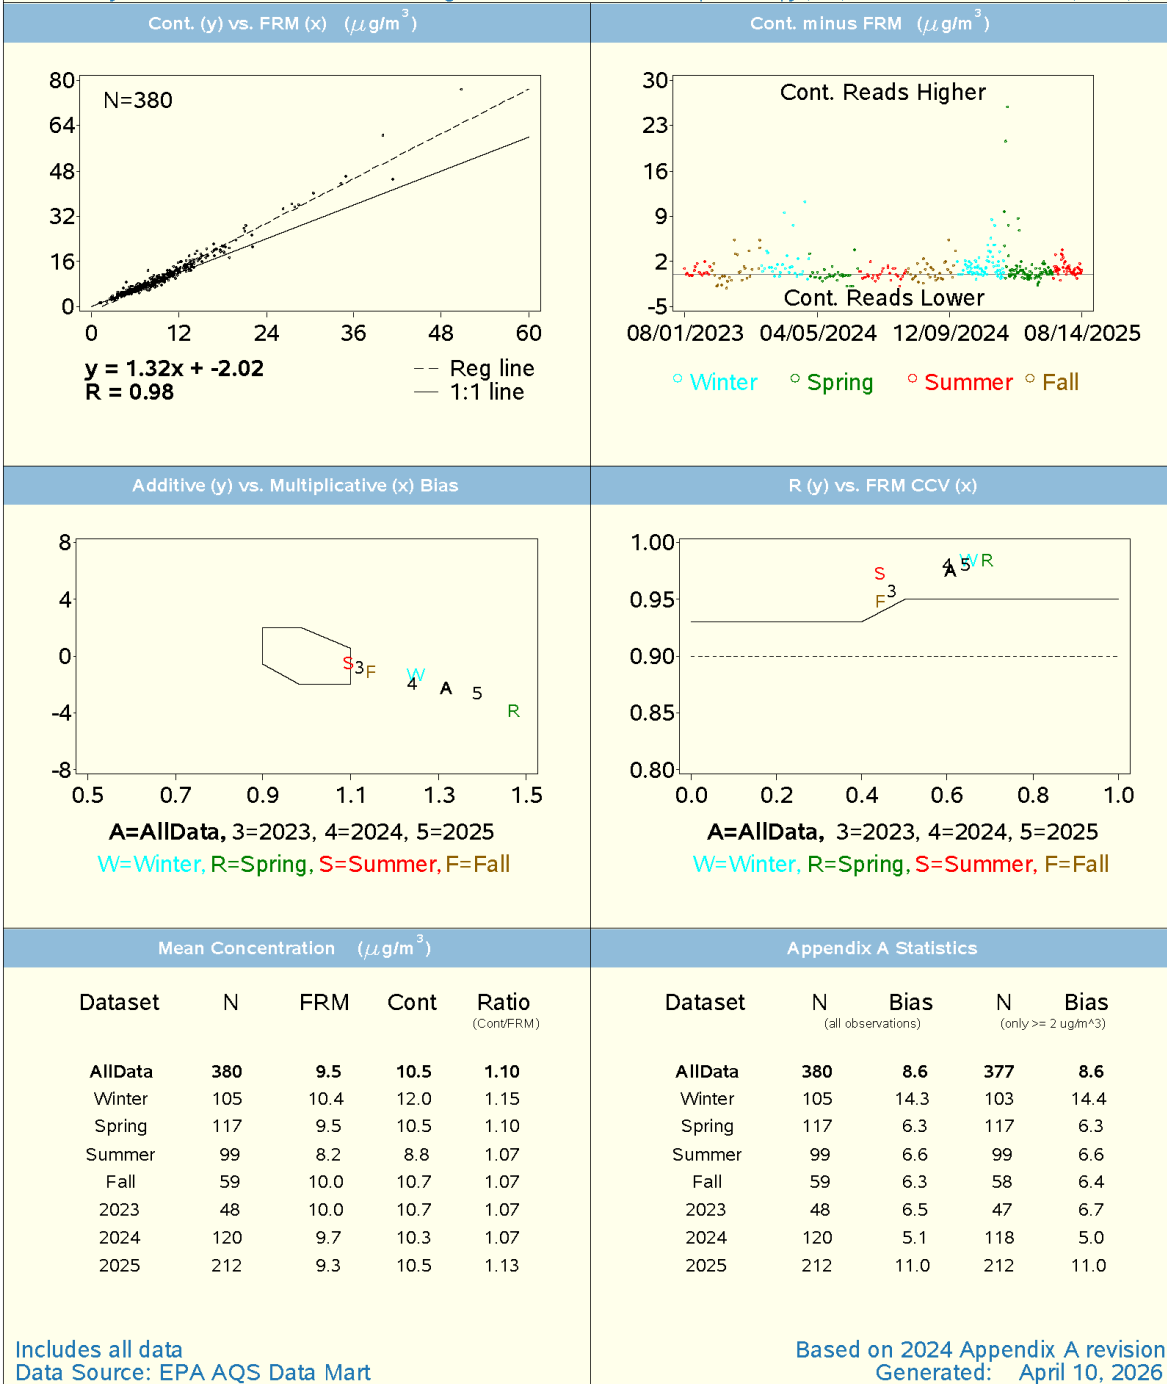 Cont. (y) vs. FRM (x) (μg/m³)
Cont. minus FRM (μg/m³)
80
64
48
32
16
0
N=380
0 12 24 36 48 60
y = 1.32x + -2.02
R = 0.98
Reg line
1:1 line
30
23
16
9
2
-5
Cont. Reads Higher
Cont. Reads Lower
08/01/2023 04/05/2024 12/09/2024 08/14/2025
Winter Spring Summer Fall
Additive (y) vs. Multiplicative (x) Bias
R (y) vs. FRM CCV (x)
8
4
0
-4
-8
S 3 F W 4 A 5 R
0.5 0.7 0.9 1.1 1.3 1.5
A=AllData, 3=2023, 4=2024, 5=2025
W=Winter, R=Spring, S=Summer, F=Fall
1.00
0.95
0.90
0.85
0.80
S F 3 4 A 5 W R
0.0 0.2 0.4 0.6 0.8 1.0
A=AllData, 3=2023, 4=2024, 5=2025
W=Winter, R=Spring, S=Summer, F=Fall
Mean Concentration (μg/m³)
Dataset N FRM Cont Ratio
(Cont/FRM)
AllData 380 9.5 10.5 1.10
Winter 105 10.4 12.0 1.15
Spring 117 9.5 10.5 1.10
Summer 99 8.2 8.8 1.07
Fall 59 10.0 10.7 1.07
2023 48 10.0 10.7 1.07
2024 120 9.7 10.3 1.07
2025 212 9.3 10.5 1.13
Appendix A Statistics
Dataset N Bias N Bias
(all observations) (only >= 2 ug/m^3)
AllData 380 8.6 377 8.6
Winter 105 14.3 103 14.4
Spring 117 6.3 117 6.3
Summer 99 6.6 99 6.6
Fall 59 6.3 58 6.4
2023 48 6.5 47 6.7
2024 120 5.1 118 5.0
2025 212 11.0 212 11.0
Includes all data
Data Source: EPA AQS Data Mart
Based on 2024 Appendix A revision
Generated: April 10, 2026